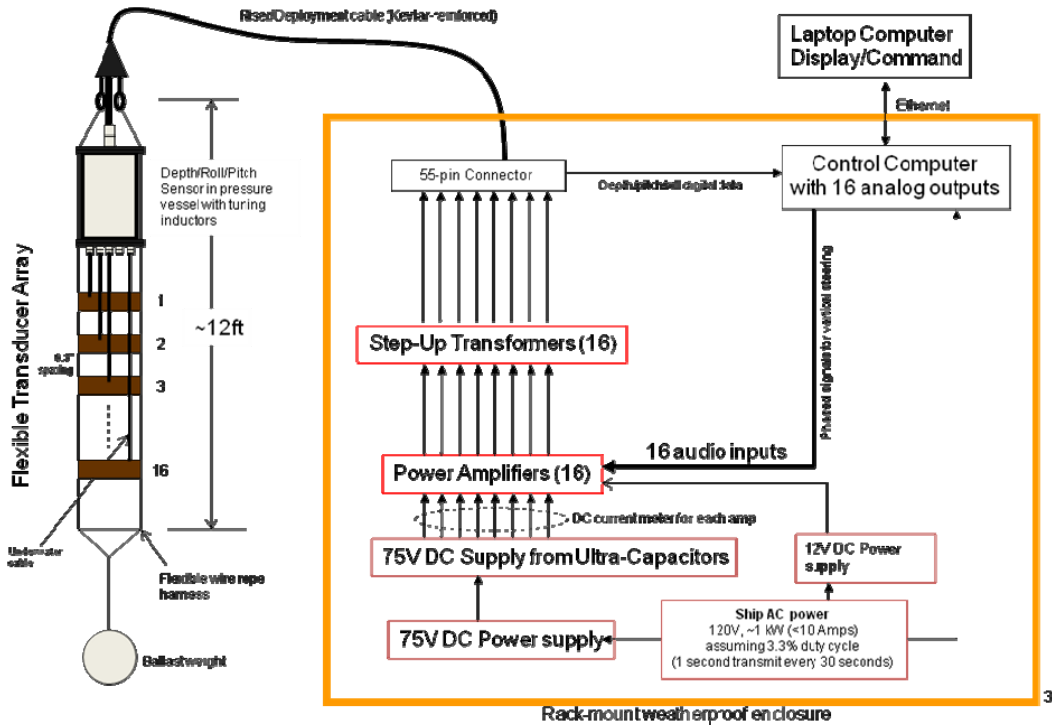 Rised Deployment cable (Kevlar-reinforced)
Laptop Computer
Display/Command
Ethernet
Depth/Roll/Pitch
Sensor in pressure
vessel with tuning
inductors
55-pin Connector
Depth/pitch/roll digital data
Control Computer
with 16 analog outputs
Flexible Transducer Array
1
~12ft
2
spacing
3
16
Step-Up Transformers (16)
Phased signals for vertical steering
16 audio inputs
Power Amplifiers (16)
DC current meter for each amp
Underwater
cable
Flexible wire rope
harness
75V DC Supply from Ultra-Capacitors
12V DC Power
supply
75V DC Power supply
Ship AC power
120V, ~1 kW (<10 Amps)
assuming 3.3% duty cycle
(1 second transmit every 30 seconds)
Ballast weight
3
Rack-mount weatherproof enclosure